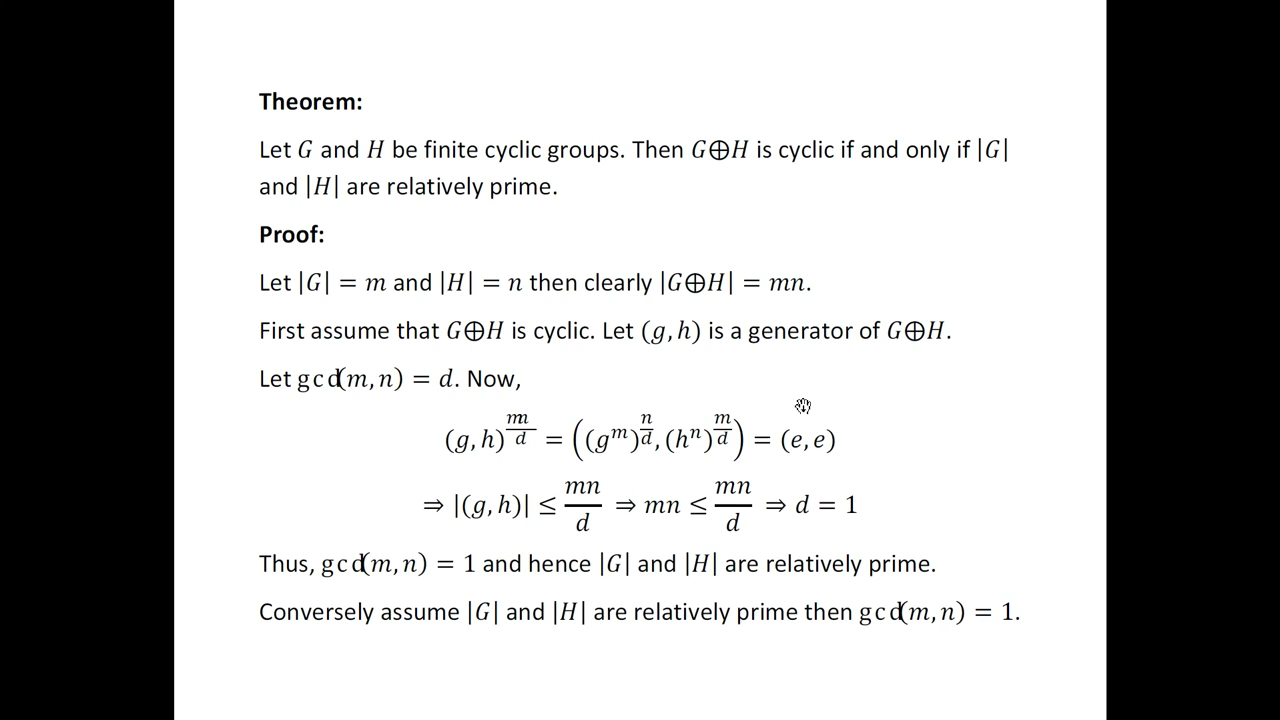 Theorem:
Let G and H be finite cyclic groups. Then G⊕H is cyclic if and only if |G|
and |H| are relatively prime.
Proof:
Let |G| = m and |H| = n then clearly |G⊕H| = mn.
First assume that G⊕H is cyclic. Let (g, h) is a generator of G⊕H.
Let gcd(m, n) = d. Now,
(g, h)^{m/d} = ((g^m)^{n/d}, (h^n)^{m/d}) = (e, e)
⇒ |(g, h)| ≤ mn/d ⇒ mn ≤ mn/d ⇒ d = 1
Thus, gcd(m, n) = 1 and hence |G| and |H| are relatively prime.
Conversely assume |G| and |H| are relatively prime then gcd(m, n) = 1.